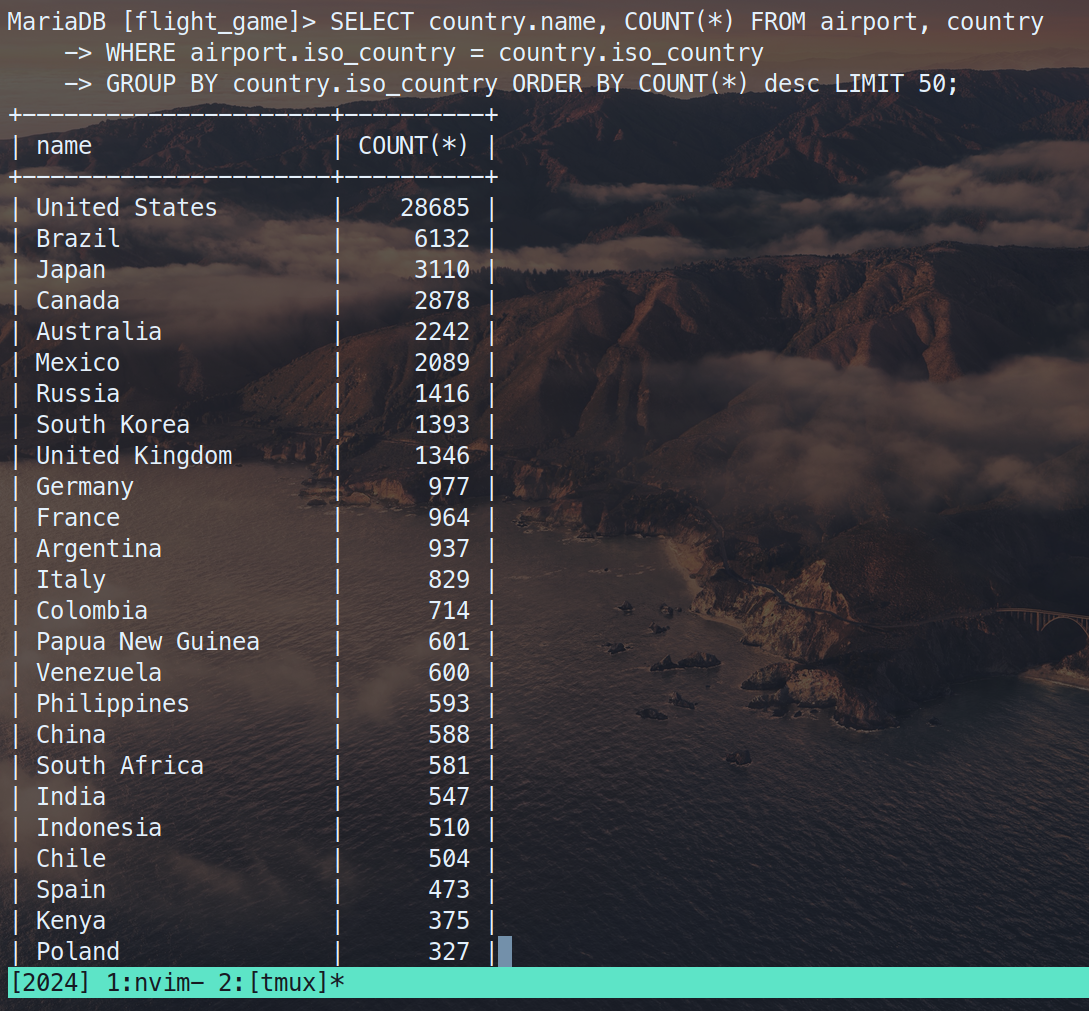 MariaDB [flight_game]> SELECT country.name, COUNT(*) FROM airport, country
    -> WHERE airport.iso_country = country.iso_country
    -> GROUP BY country.iso_country ORDER BY COUNT(*) desc LIMIT 50;
+----------------------+----------+
| name                 | COUNT(*) |
+----------------------+----------+
| United States        |    28685 |
| Brazil               |     6132 |
| Japan                |     3110 |
| Canada               |     2878 |
| Australia            |     2242 |
| Mexico               |     2089 |
| Russia               |     1416 |
| South Korea          |     1393 |
| United Kingdom       |     1346 |
| Germany              |      977 |
| France               |      964 |
| Argentina            |      937 |
| Italy                |      829 |
| Colombia             |      714 |
| Papua New Guinea     |      601 |
| Venezuela            |      600 |
| Philippines          |      593 |
| China                |      588 |
| South Africa         |      581 |
| India                |      547 |
| Indonesia            |      510 |
| Chile                |      504 |
| Spain                |      473 |
| Kenya                |      375 |
| Poland               |      327 |
[2024] 1:nvim- 2:[tmux]*